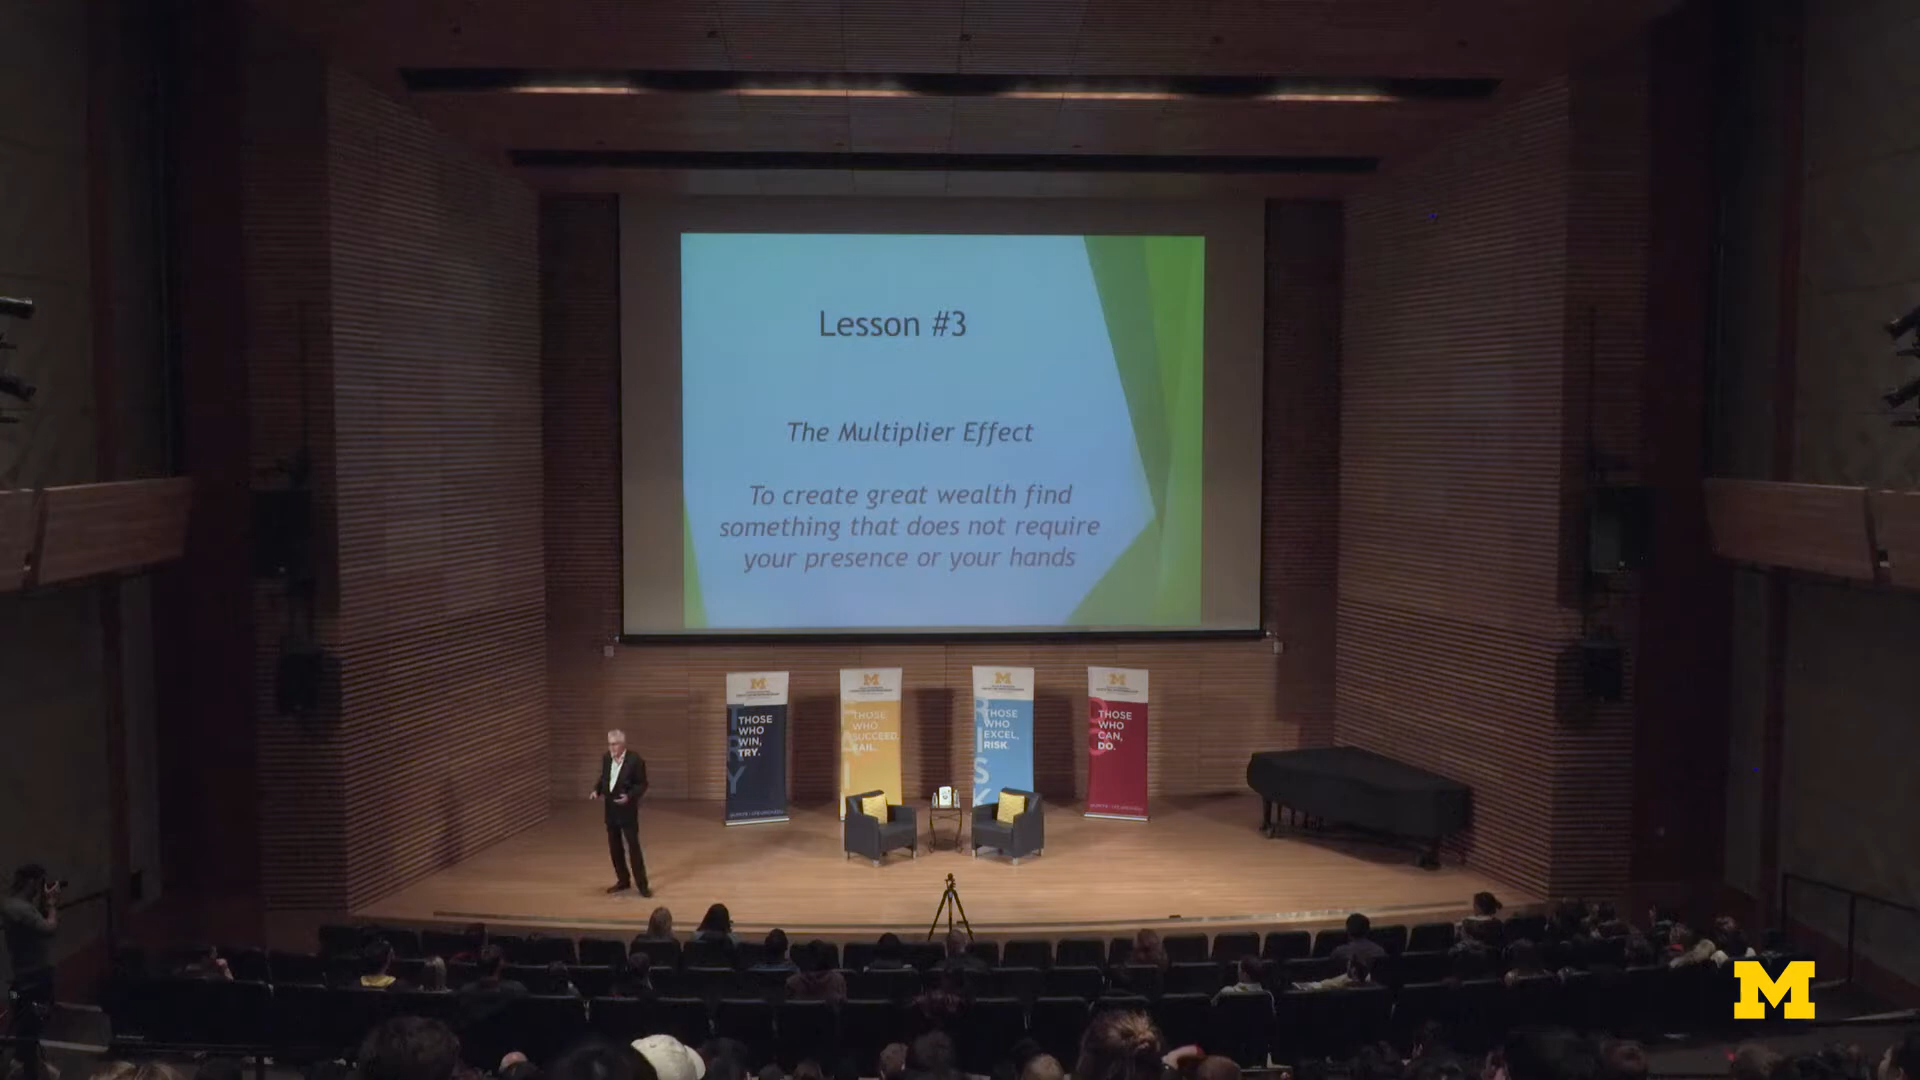 Lesson #3
The Multiplier Effect
To create great wealth find
something that does not require
your presence or your hands
M
THOSE
WHO
WIN,
TRY.
M
THOSE
WHO
SUCCEED,
FAIL.
M
THOSE
WHO
EXCEL,
RISK.
M
THOSE
WHO
CAN,
DO.
M